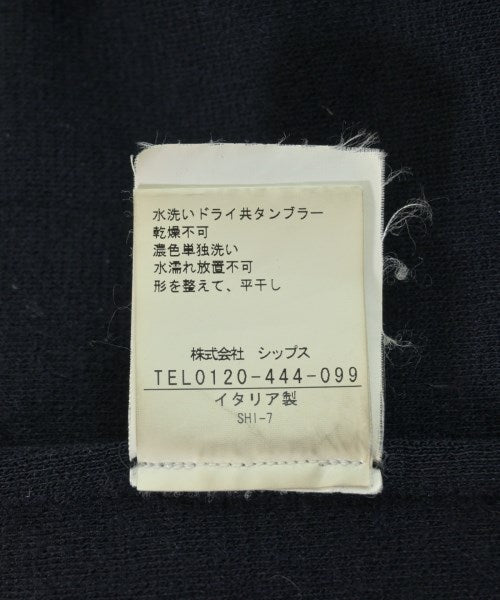 水洗いドライ共タンブラー
乾燥不可
濃色単独洗い
水濡れ放置不可
形を整えて、平干し
株式会社 シップス
TEL0120-444-099
イタリア製
SHI-7